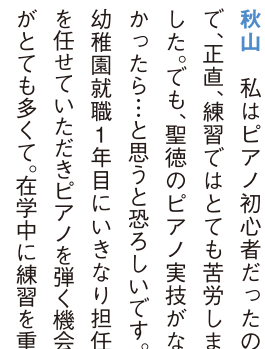 秋山　私はピアノ初心者だったの
で、正直、練習ではとても苦労しま
した。でも、聖徳のピアノ実技がな
かったら…と思うと恐ろしいです。
幼稚園就職1年目にいきなり担任
を任せていただきピアノを弾く機会
がとても多くて。在学中に練習を重